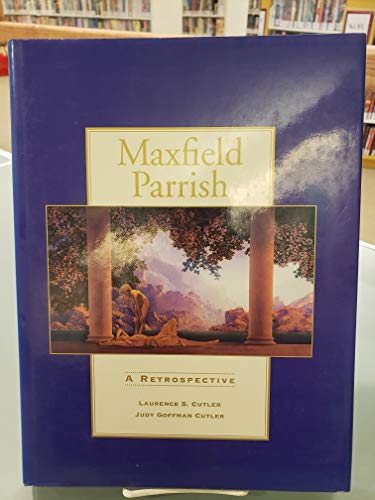 Maxfield
Parrish
A RETROSPECTIVE
LAURENCE S. CUTLER
JUDY GOFFMAN CUTLER